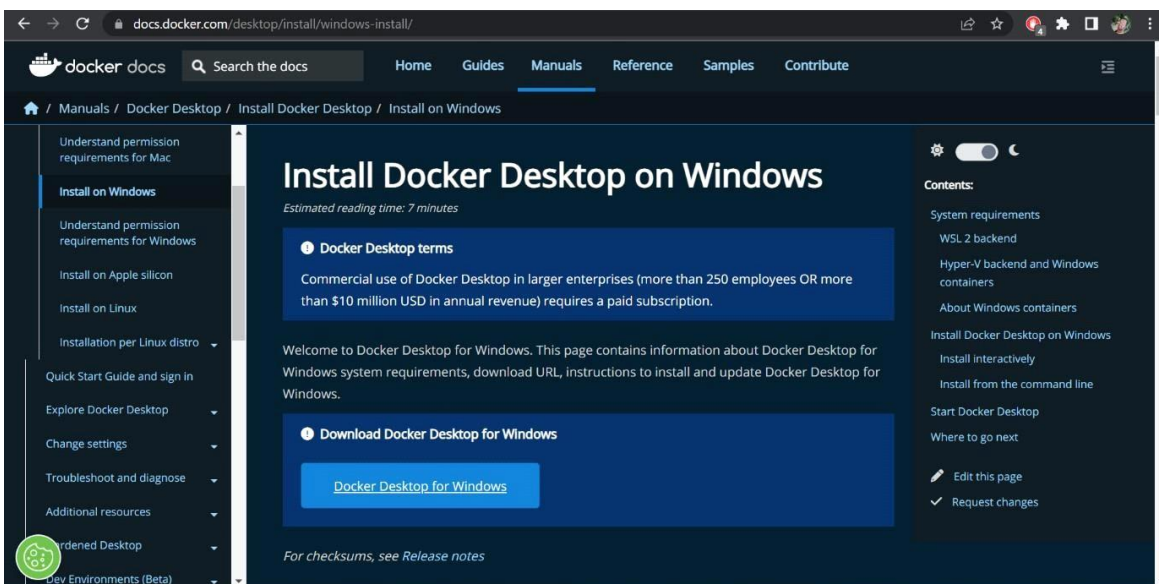 docs.docker.com/desktop/install/windows-install/
4
docker docs
Search the docs
Home
Guides
Manuals
Reference
Samples
Contribute
/ Manuals / Docker Desktop / Install Docker Desktop / Install on Windows
Understand permission
requirements for Mac
Install on Windows
Understand permission
requirements for Windows
Install on Apple silicon
Install on Linux
Installation per Linux distro
Quick Start Guide and sign in
Explore Docker Desktop
Change settings
Troubleshoot and diagnose
Additional resources
Desktop
Dev Environments (Beta)
Install Docker Desktop on Windows
Estimated reading time: 7 minutes
Docker Desktop terms
Commercial use of Docker Desktop in larger enterprises (more than 250 employees OR more
than $10 million USD in annual revenue) requires a paid subscription.
Welcome to Docker Desktop for Windows. This page contains information about Docker Desktop for
Windows system requirements, download URL, instructions to install and update Docker Desktop for
Windows.
Download Docker Desktop for Windows
Docker Desktop for Windows
For checksums, see Release notes
Contents:
System requirements
WSL 2 backend
Hyper-V backend and Windows
containers
About Windows containers
Install Docker Desktop on Windows
Install interactively
Install from the command line
Start Docker Desktop
Where to go next
Edit this page
Request changes